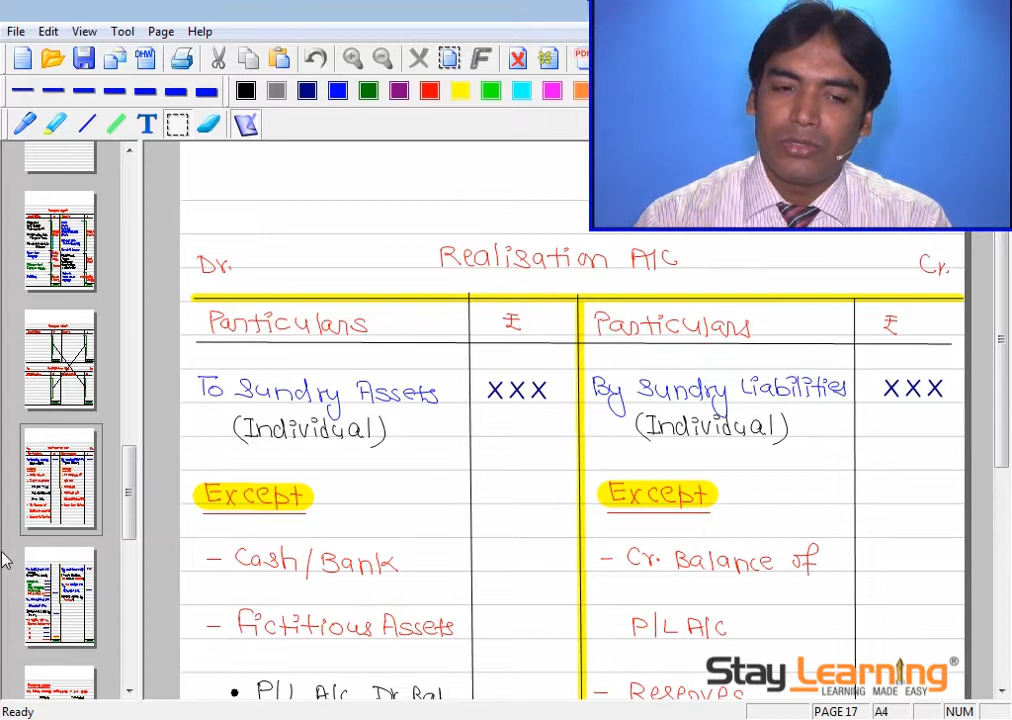 File Edit View Tool Page Help
Dr. Realisation A/C Cr.
Particulars ₹ Particulars ₹
To Sundry Assets XXX By Sundry Liabilities XXX
(Individual) (Individual)
Except Except
- Cash/Bank - Cr. Balance of
- Fictitious Assets P/L A/C
• P/L A/C Dr. Bal - Reserves
Stay Learning®
LEARNING MADE EASY
Ready PAGE 17 A4 NUM